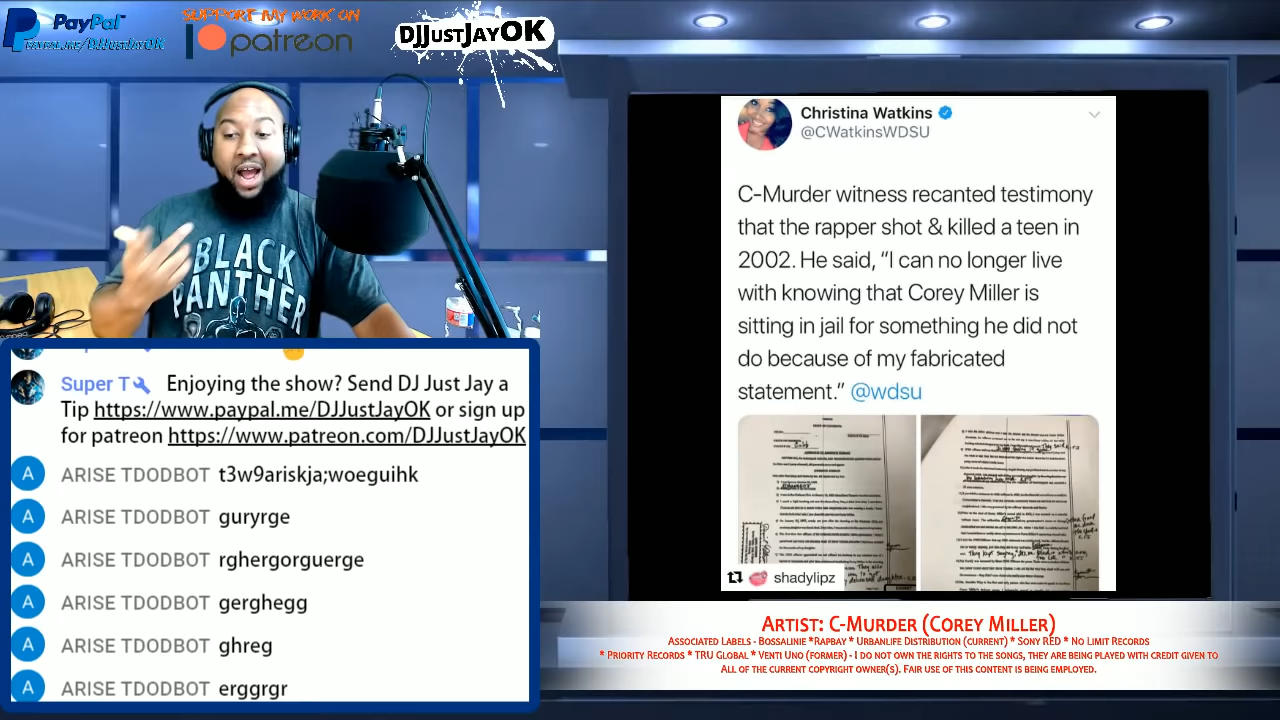 PayPal
PAYPAL.ME/DJJUSTJAYOK
SUPPORT MY WORK ON
patreon
DJJUSTJAYOK
BLACK
PANTHER
Christina Watkins
@CWatkinsWDSU
C-Murder witness recanted testimony
that the rapper shot & killed a teen in
2002. He said, “I can no longer live
with knowing that Corey Miller is
sitting in jail for something he did not
do because of my fabricated
statement.” @wdsu
shadylipz
Super T Enjoying the show? Send DJ Just Jay a
Tip https://www.paypal.me/DJJustJayOK or sign up
for patreon https://www.patreon.com/DJJustJayOK
A ARISE TDODBOT t3w9ariskja;woeguihk
A ARISE TDODBOT guryrge
A ARISE TDODBOT rghergorguerge
A ARISE TDODBOT gerghegg
A ARISE TDODBOT ghreg
A ARISE TDODBOT erggrgr
ARTIST: C-MURDER (COREY MILLER)
ASSOCIATED LABELS - BOSSALINIE *RAPBAY * URBANLIFE DISTRIBUTION (CURRENT) * SONY RED * NO LIMIT RECORDS
* PRIORITY RECORDS * TRU GLOBAL * VENTI UNO (FORMER) - I DO NOT OWN THE RIGHTS TO THE SONGS, THEY ARE BEING PLAYED WITH CREDIT GIVEN TO
ALL OF THE CURRENT COPYRIGHT OWNER(S). FAIR USE OF THIS CONTENT IS BEING EMPLOYED.